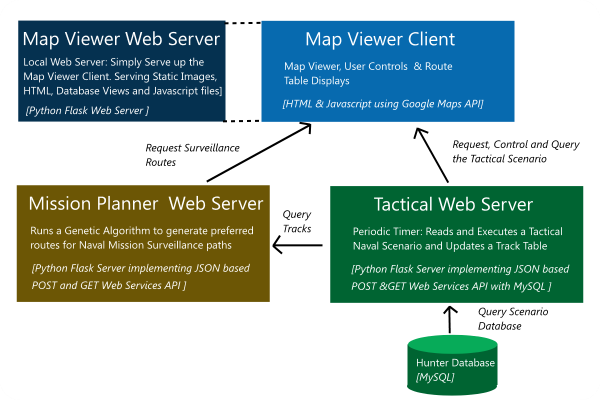 Map Viewer Web Server
Local Web Server: Simply Serve up the
Map Viewer Client. Serving Static Images,
HTML, Database Views and Javascript files]
[Python Flask Web Server ]
Map Viewer Client
Map Viewer, User Controls & Route
Table Displays
[HTML & Javascript using Google Maps API]
Request Surveillance
Routes
Request, Control and Query
the Tactical Scenario
Mission Planner Web Server
Runs a Genetic Algorithm to generate preferred
routes for Naval Mission Surveillance paths
[Python Flask Server implementing JSON based
POST and GET Web Services API ]
Query
Tracks
Tactical Web Server
Periodic Timer: Reads and Executes a Tactical
Naval Scenario and Updates a Track Table
[Python Flask Server implementing JSON based
POST &GET Web Services API with MySQL ]
Query Scenario
Database
Hunter Database
[MySQL]